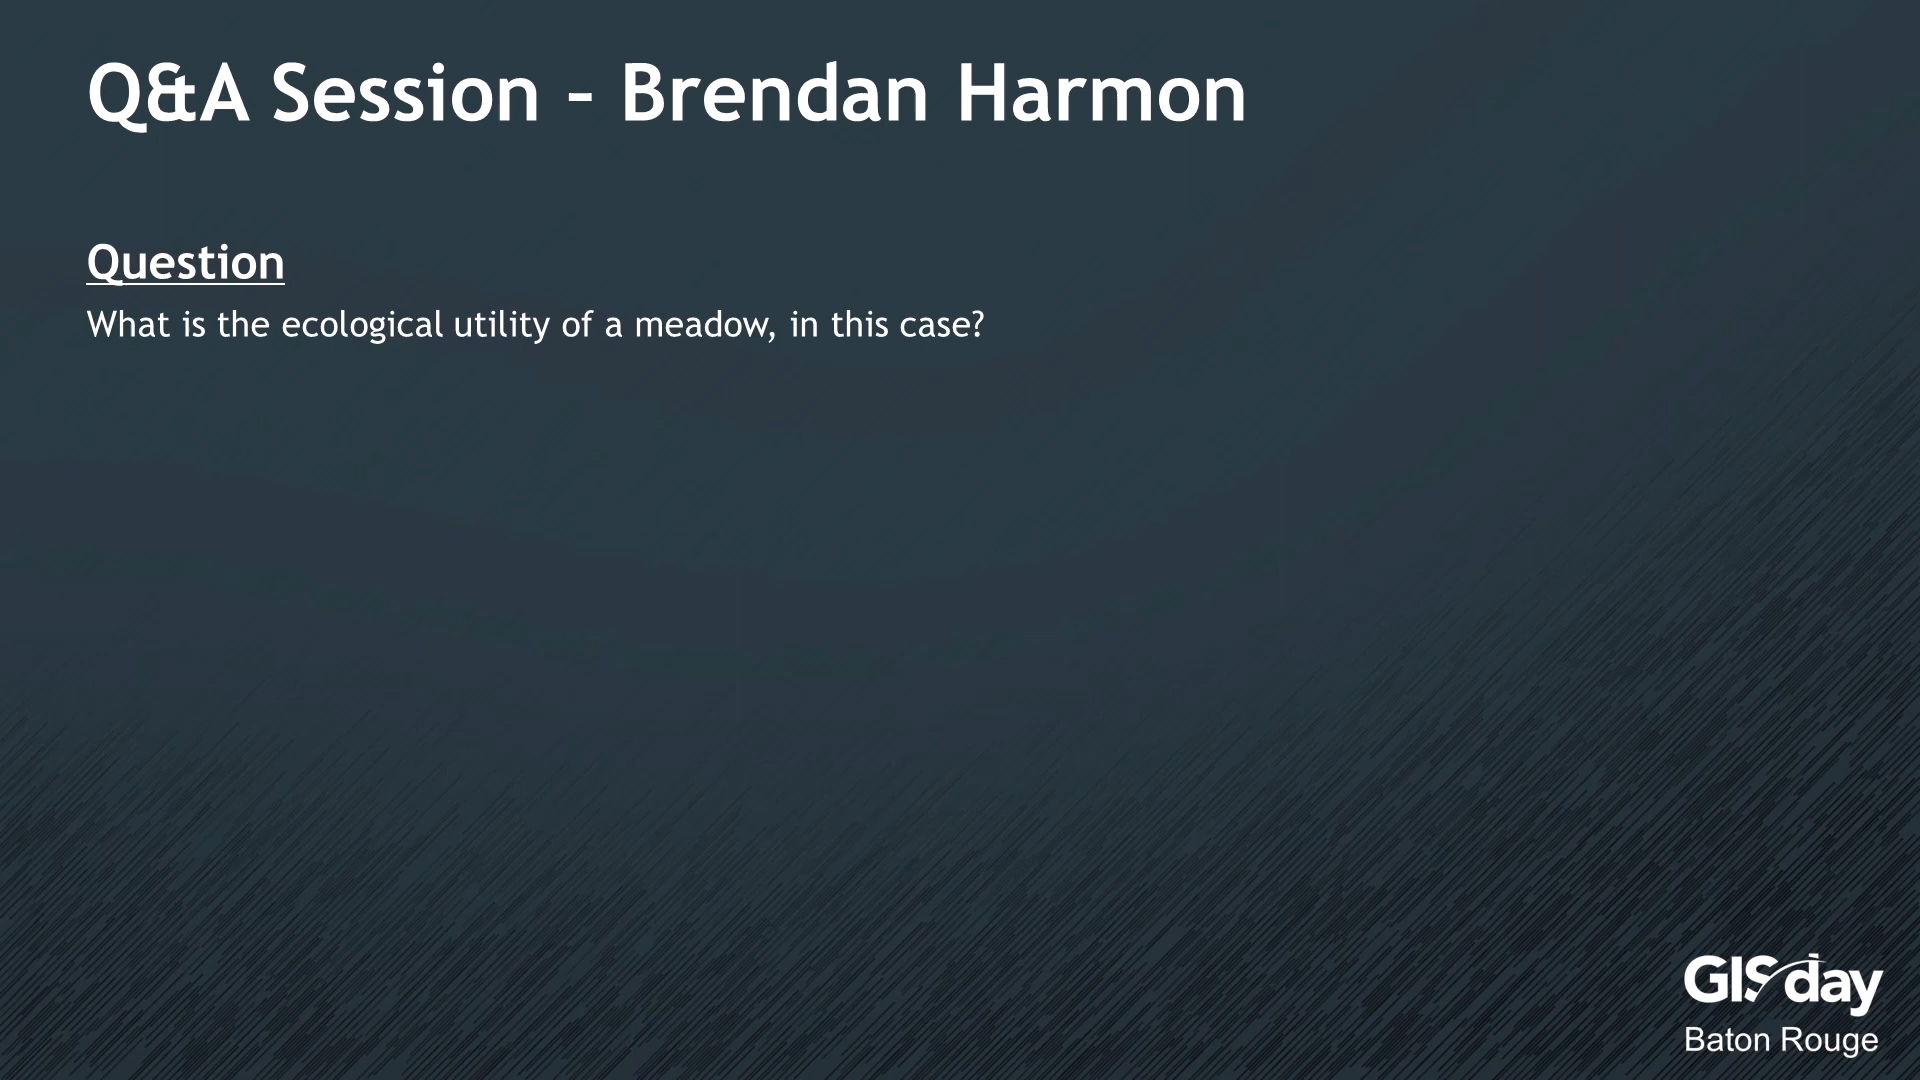 Q&A Session – Brendan Harmon
Question
What is the ecological utility of a meadow, in this case?
GISday
Baton Rouge